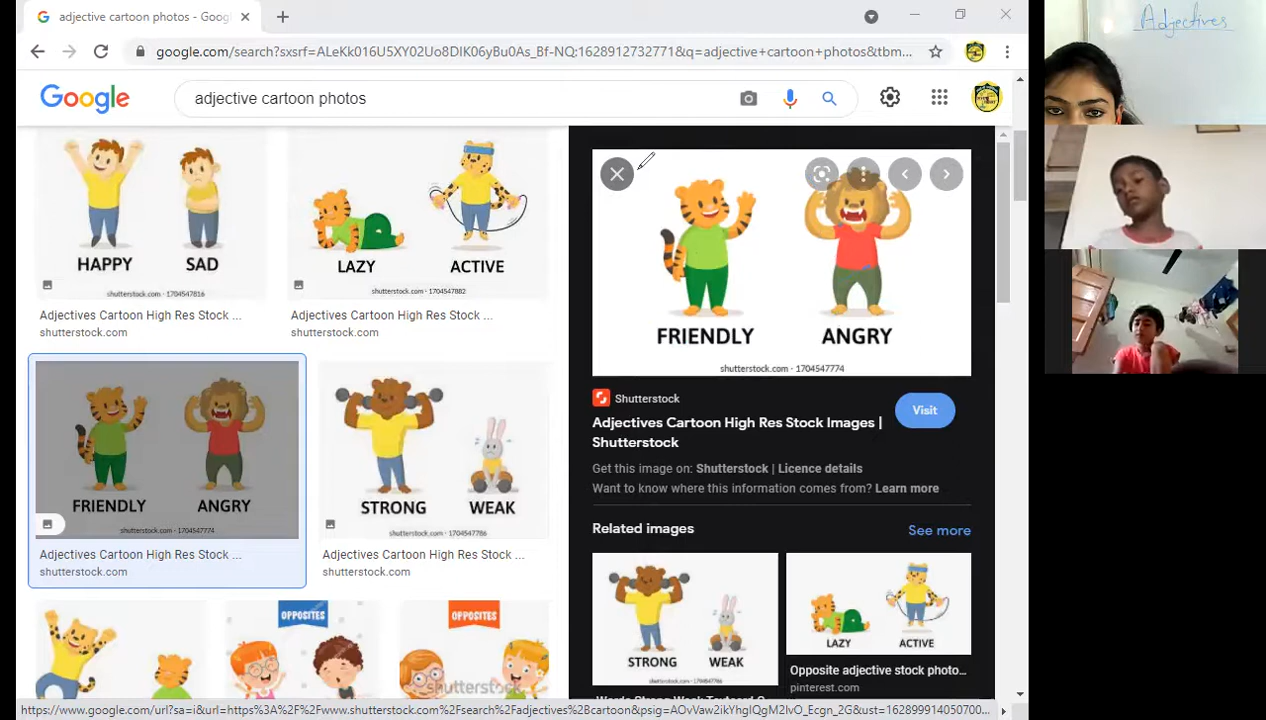 adjective cartoon photos - Goog
google.com/search?sxsrf=ALeKk016U5XY02Uo8DIK06yBu0As_Bf-NQ:1628912732771&q=adjective+cartoon+photos&tbm...
Google
adjective cartoon photos
HAPPY SAD
shutterstock.com · 1704547816
Adjectives Cartoon High Res Stock ...
shutterstock.com
LAZY ACTIVE
shutterstock.com · 1704547882
Adjectives Cartoon High Res Stock ...
shutterstock.com
FRIENDLY ANGRY
shutterstock.com · 1704547774
Adjectives Cartoon High Res Stock ...
shutterstock.com
STRONG WEAK
shutterstock.com · 1704547786
Adjectives Cartoon High Res Stock ...
shutterstock.com
OPPOSITES
OPPOSITES
shutterstock
FRIENDLY ANGRY
shutterstock.com · 1704547774
Shutterstock
Visit
Adjectives Cartoon High Res Stock Images |
Shutterstock
Get this image on: Shutterstock | Licence details
Want to know where this information comes from? Learn more
Related images
See more
STRONG WEAK
shutterstock.com · 1704547786
LAZY ACTIVE
Opposite adjective stock photo...
pinterest.com
https://www.google.com/url?sa=i&url=https%3A%2F%2Fwww.shutterstock.com%2Fsearch%2Fadjectives%2Bcartoon&psig=AOvVaw2ikYhgIQgM2IvO_Ecgn_2G&ust=162899914050700...
Adjectives